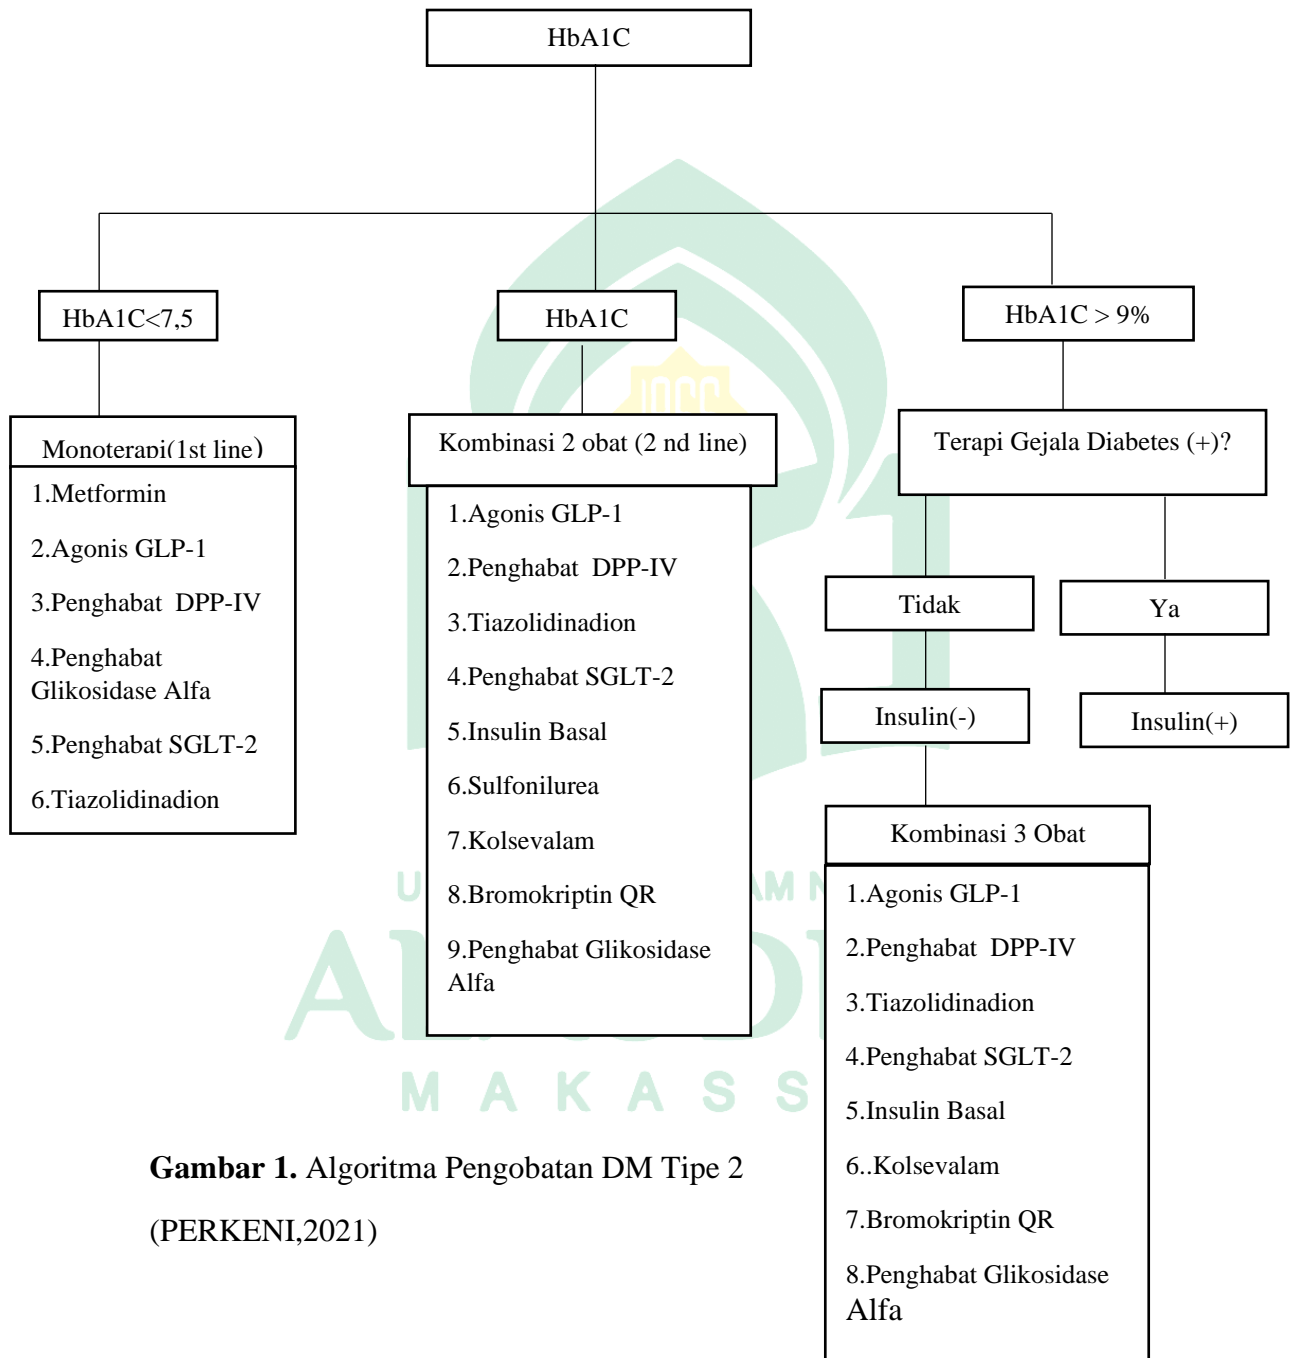 HbA1C
HbA1C<7,5
HbA1C
HbA1C > 9%
Monoterapi(1st line)
1.Metformin
2.Agonis GLP-1
3.Penghabat DPP-IV
4.Penghabat
Glikosidase Alfa
5.Penghabat SGLT-2
6.Tiazolidinadion
Kombinasi 2 obat (2 nd line)
1.Agonis GLP-1
2.Penghabat DPP-IV
3.Tiazolidinadion
4.Penghabat SGLT-2
5.Insulin Basal
6.Sulfonilurea
7.Kolsevalam
8.Bromokriptin QR
9.Penghabat Glikosidase
Alfa
Terapi Gejala Diabetes (+)?
Tidak
Ya
Insulin(-)
Insulin(+)
Kombinasi 3 Obat
1.Agonis GLP-1
2.Penghabat DPP-IV
3.Tiazolidinadion
4.Penghabat SGLT-2
5.Insulin Basal
6..Kolsevalam
7.Bromokriptin QR
8.Penghabat Glikosidase
Alfa
MAKASS
Gambar 1. Algoritma Pengobatan DM Tipe 2
(PERKENI,2021)